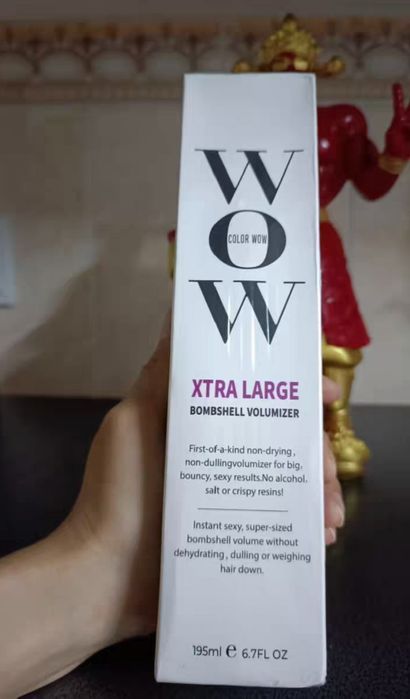 W
O
COLOR WOW
W
XTRA LARGE
BOMBSHELL VOLUMIZER
First-of-a-kind non-drying,
non-dullingvolumizer for big,
bouncy, sexy results.No alcohol,
salt or crispy resins!
Instant sexy, super-sized
bombshell volume without
dehydrating, dulling or weighing
hair down.
195ml e 6.7FL OZ